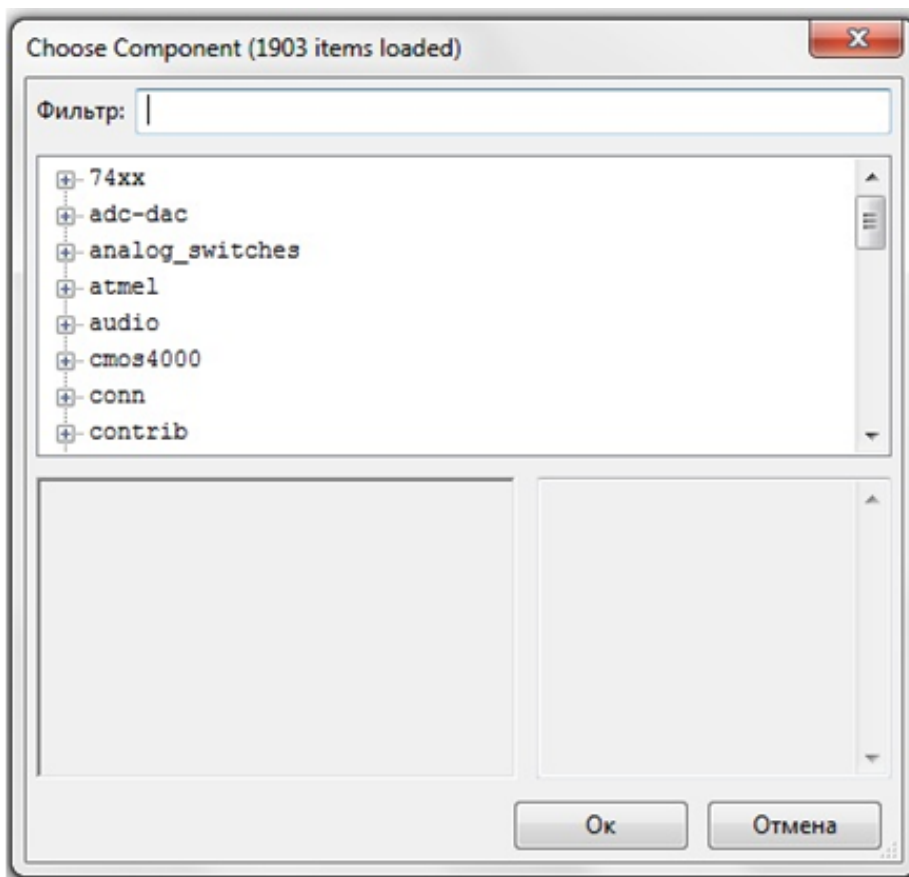 Choose Component (1903 items loaded)
Фильтр:
74xx
adc-dac
analog_switches
atmel
audio
cmos4000
conn
contrib
Ок
Отмена